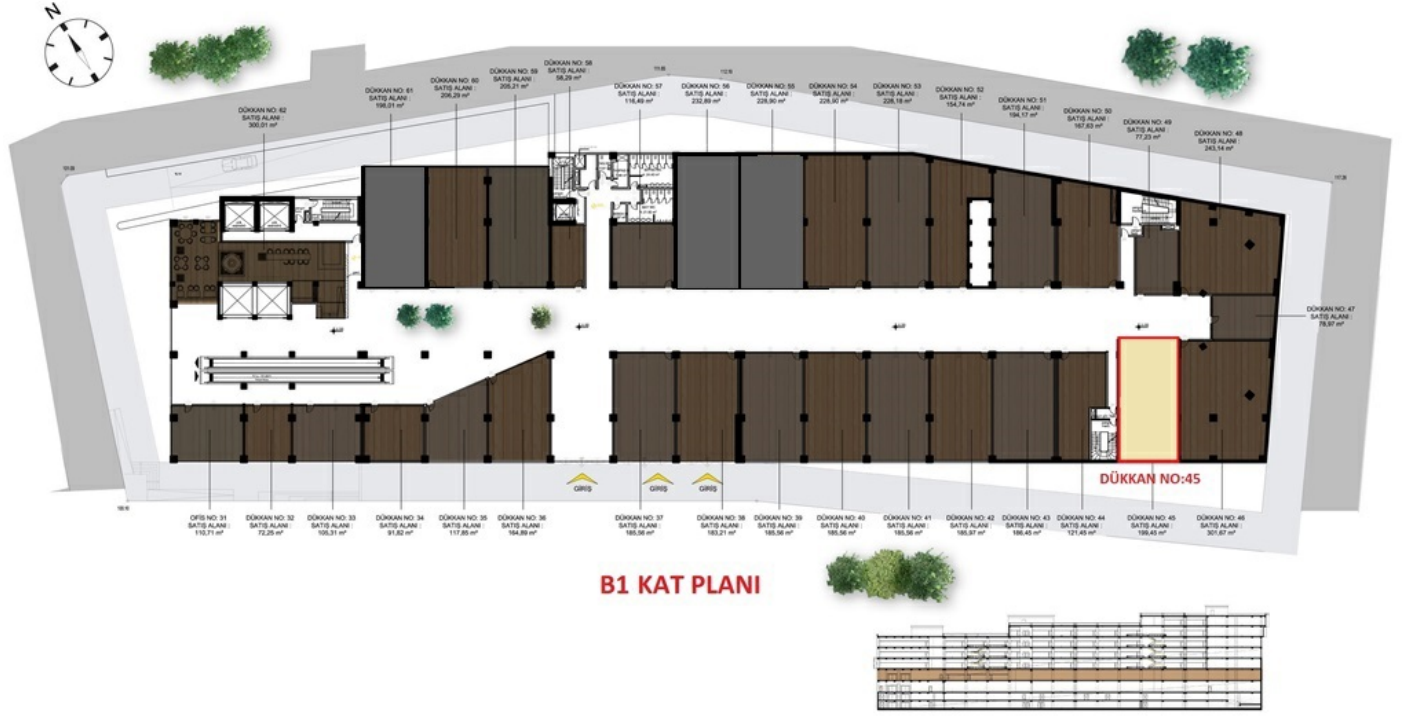 N
DÜKKAN NO: 58
SATIŞ ALANI :
56,29 m²
DÜKKAN NO: 59
SATIŞ ALANI :
205,21 m²
DÜKKAN NO: 60
SATIŞ ALANI :
206,29 m²
DÜKKAN NO: 61
SATIŞ ALANI :
198,01 m²
DÜKKAN NO: 62
SATIŞ ALANI :
300,01 m²
DÜKKAN NO: 57
SATIŞ ALANI :
116,49 m²
DÜKKAN NO: 56
SATIŞ ALANI :
232,89 m²
DÜKKAN NO: 55
SATIŞ ALANI :
228,90 m²
DÜKKAN NO: 54
SATIŞ ALANI :
228,90 m²
DÜKKAN NO: 53
SATIŞ ALANI :
228,18 m²
DÜKKAN NO: 52
SATIŞ ALANI :
154,74 m²
DÜKKAN NO: 51
SATIŞ ALANI :
194,17 m²
DÜKKAN NO: 50
SATIŞ ALANI :
167,63 m²
DÜKKAN NO: 49
SATIŞ ALANI :
77,23 m²
DÜKKAN NO: 48
SATIŞ ALANI :
243,14 m²
DÜKKAN NO: 47
SATIŞ ALANI :
78,97 m²
DÜKKAN NO:45
GİRİŞ
GİRİŞ
GİRİŞ
OFİS NO: 31
SATIŞ ALANI :
110,71 m²
DÜKKAN NO: 32
SATIŞ ALANI :
72,25 m²
DÜKKAN NO: 33
SATIŞ ALANI :
105,31 m²
DÜKKAN NO: 34
SATIŞ ALANI :
91,82 m²
DÜKKAN NO: 35
SATIŞ ALANI :
117,85 m²
DÜKKAN NO: 36
SATIŞ ALANI :
164,89 m²
DÜKKAN NO: 37
SATIŞ ALANI :
185,58 m²
DÜKKAN NO: 38
SATIŞ ALANI :
183,21 m²
DÜKKAN NO: 39
SATIŞ ALANI :
185,56 m²
DÜKKAN NO: 40
SATIŞ ALANI :
185,56 m²
DÜKKAN NO: 41
SATIŞ ALANI :
185,56 m²
DÜKKAN NO: 42
SATIŞ ALANI :
185,97 m²
DÜKKAN NO: 43
SATIŞ ALANI :
186,45 m²
DÜKKAN NO: 44
SATIŞ ALANI :
121,45 m²
DÜKKAN NO: 45
SATIŞ ALANI :
199,45 m²
DÜKKAN NO: 46
SATIŞ ALANI :
301,67 m²
B1 KAT PLANI